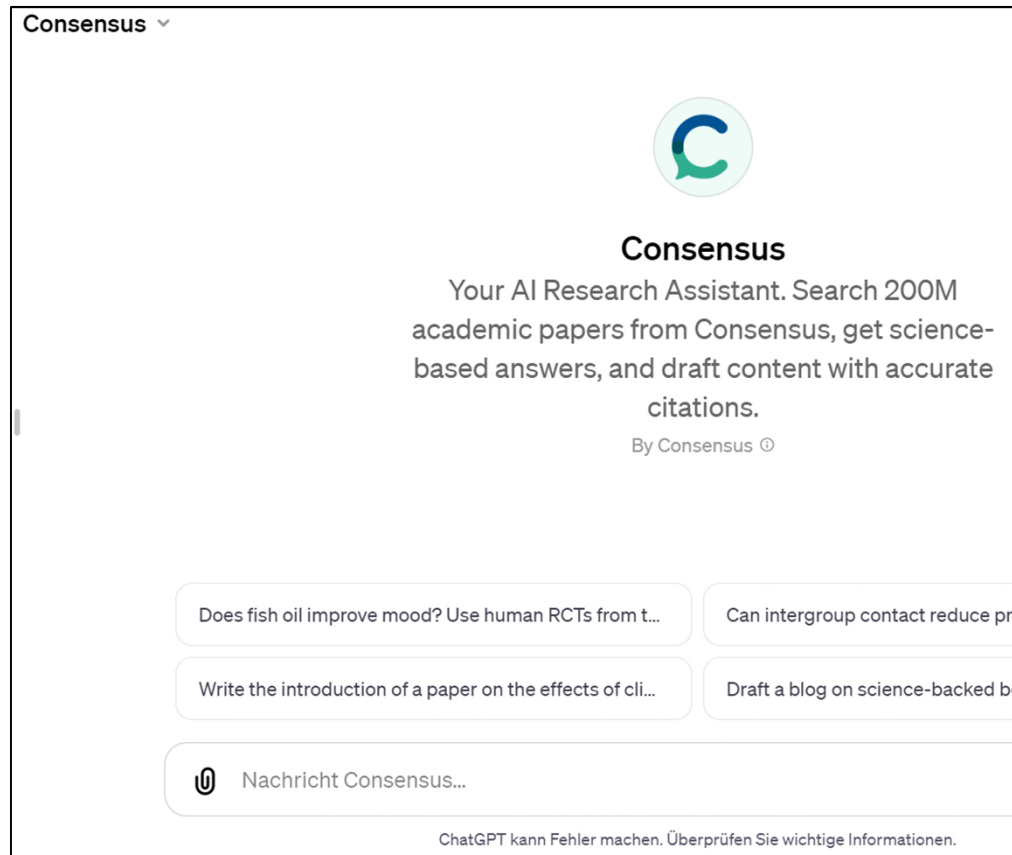 Consensus
Consensus
Your AI Research Assistant. Search 200M
academic papers from Consensus, get science-
based answers, and draft content with accurate
citations.
By Consensus
Does fish oil improve mood? Use human RCTs from t...
Can intergroup contact reduce pr
Write the introduction of a paper on the effects of cli...
Draft a blog on science-backed b
Nachricht Consensus...
ChatGPT kann Fehler machen. Überprüfen Sie wichtige Informationen.